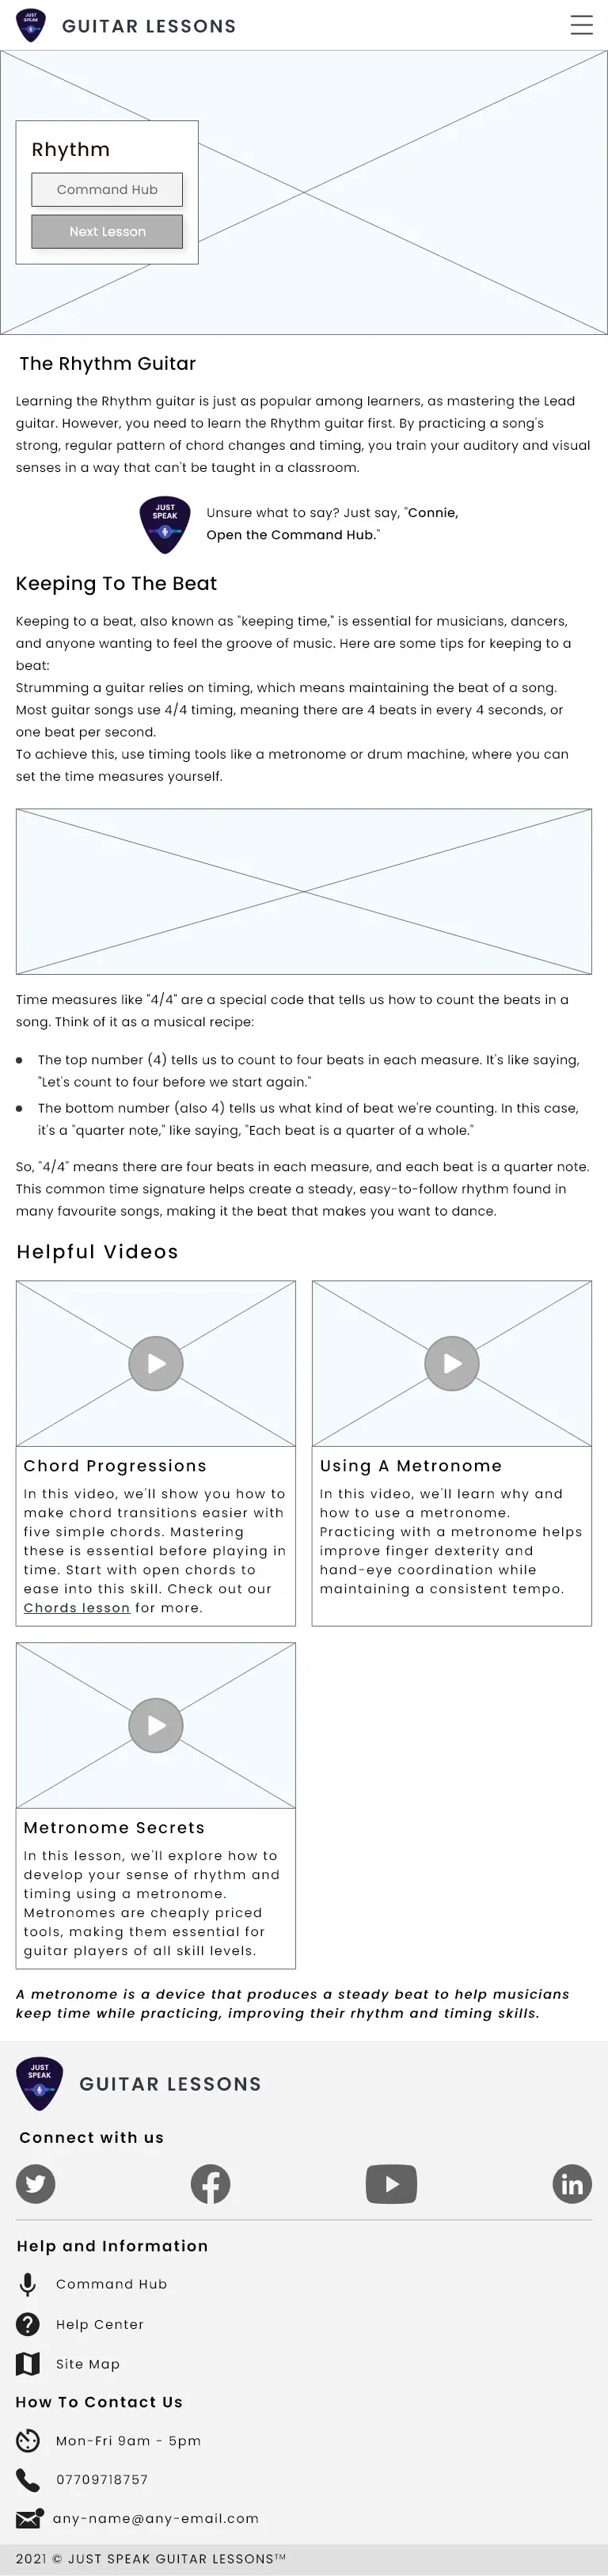 JUST
SPEAK
GUITAR LESSONS
Rhythm
Command Hub
Next Lesson
The Rhythm Guitar
Learning the Rhythm guitar is just as popular among learners, as mastering the Lead
guitar. However, you need to learn the Rhythm guitar first. By practicing a song's
strong, regular pattern of chord changes and timing, you train your auditory and visual
senses in a way that can't be taught in a classroom.
JUST
SPEAK
Unsure what to say? Just say, "Connie,
Open the Command Hub."
Keeping To The Beat
Keeping to a beat, also known as "keeping time," is essential for musicians, dancers,
and anyone wanting to feel the groove of music. Here are some tips for keeping to a
beat:
Strumming a guitar relies on timing, which means maintaining the beat of a song.
Most guitar songs use 4/4 timing, meaning there are 4 beats in every 4 seconds, or
one beat per second.
To achieve this, use timing tools like a metronome or drum machine, where you can
set the time measures yourself.
Time measures like "4/4" are a special code that tells us how to count the beats in a
song. Think of it as a musical recipe:
The top number (4) tells us to count to four beats in each measure. It's like saying,
"Let's count to four before we start again."
The bottom number (also 4) tells us what kind of beat we're counting. In this case,
it's a "quarter note," like saying, "Each beat is a quarter of a whole."
So, "4/4" means there are four beats in each measure, and each beat is a quarter note.
This common time signature helps create a steady, easy-to-follow rhythm found in
many favourite songs, making it the beat that makes you want to dance.
Helpful Videos
Chord Progressions
In this video, we'll show you how to
make chord transitions easier with
five simple chords. Mastering
these is essential before playing in
time. Start with open chords to
ease into this skill. Check out our
Chords lesson for more.
Using A Metronome
In this video, we'll learn why and
how to use a metronome.
Practicing with a metronome helps
improve finger dexterity and
hand-eye coordination while
maintaining a consistent tempo.
Metronome Secrets
In this lesson, we'll explore how to
develop your sense of rhythm and
timing using a metronome.
Metronomes are cheaply priced
tools, making them essential for
guitar players of all skill levels.
A metronome is a device that produces a steady beat to help musicians
keep time while practicing, improving their rhythm and timing skills.
JUST
SPEAK
GUITAR LESSONS
Connect with us
Help and Information
Command Hub
Help Center
Site Map
How To Contact Us
Mon-Fri 9am - 5pm
07709718757
any-name@any-email.com
2021 © JUST SPEAK GUITAR LESSONS™